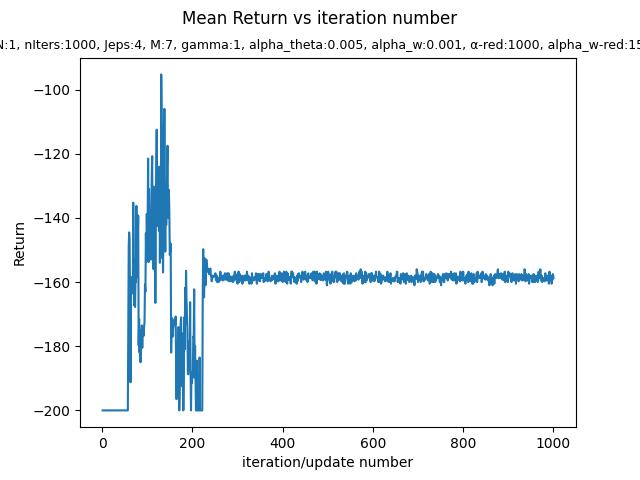 Mean Return vs iteration number
N:1, nIters:1000, Jeps:4, M:7, gamma:1, alpha_theta:0.005, alpha_w:0.001, α-red:1000, alpha_w-red:15
−100
−120
−140
−160
−180
−200
Return
0 200 400 600 800 1000
iteration/update number